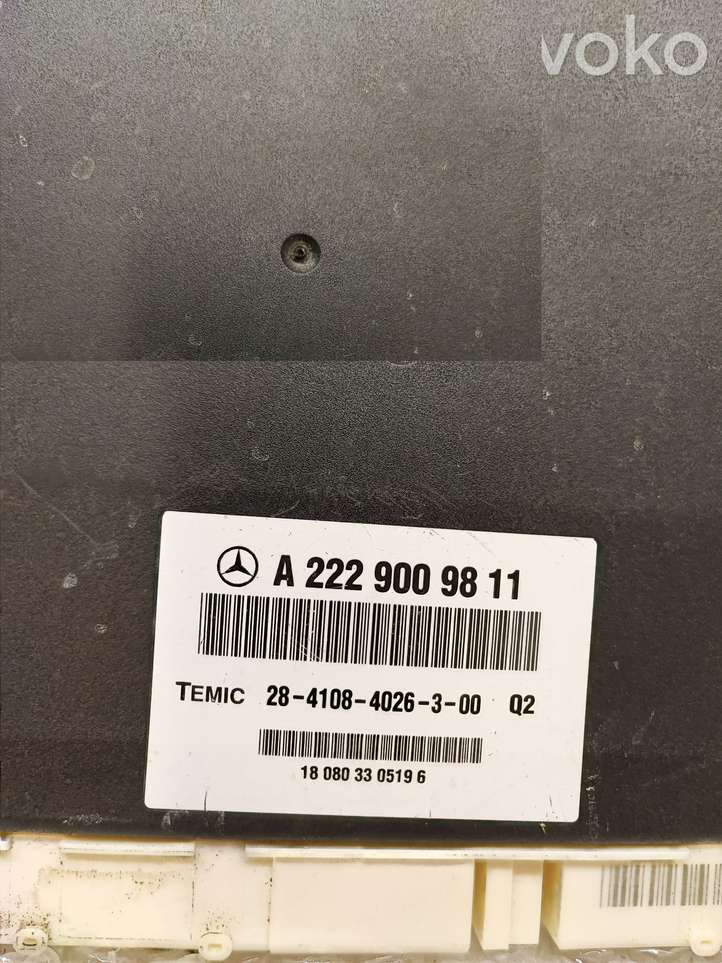 voko
A 222 900 98 11
TEMIC 28-4108-4026-3-00 Q2
18 080 33 0519 6